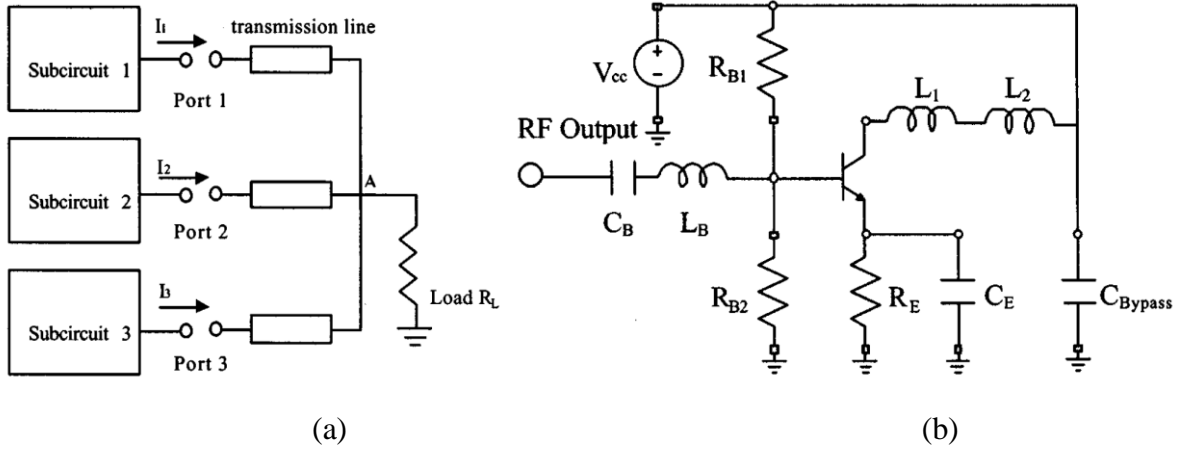 I1
transmission line
Subcircuit 1
Port 1
I2
Subcircuit 2
A
Port 2
I3
Load RL
Subcircuit 3
Port 3
(a)
+
Vcc
-
RB1
L1
L2
RF Output
CB
LB
RB2
RE
CE
CBypass
(b)